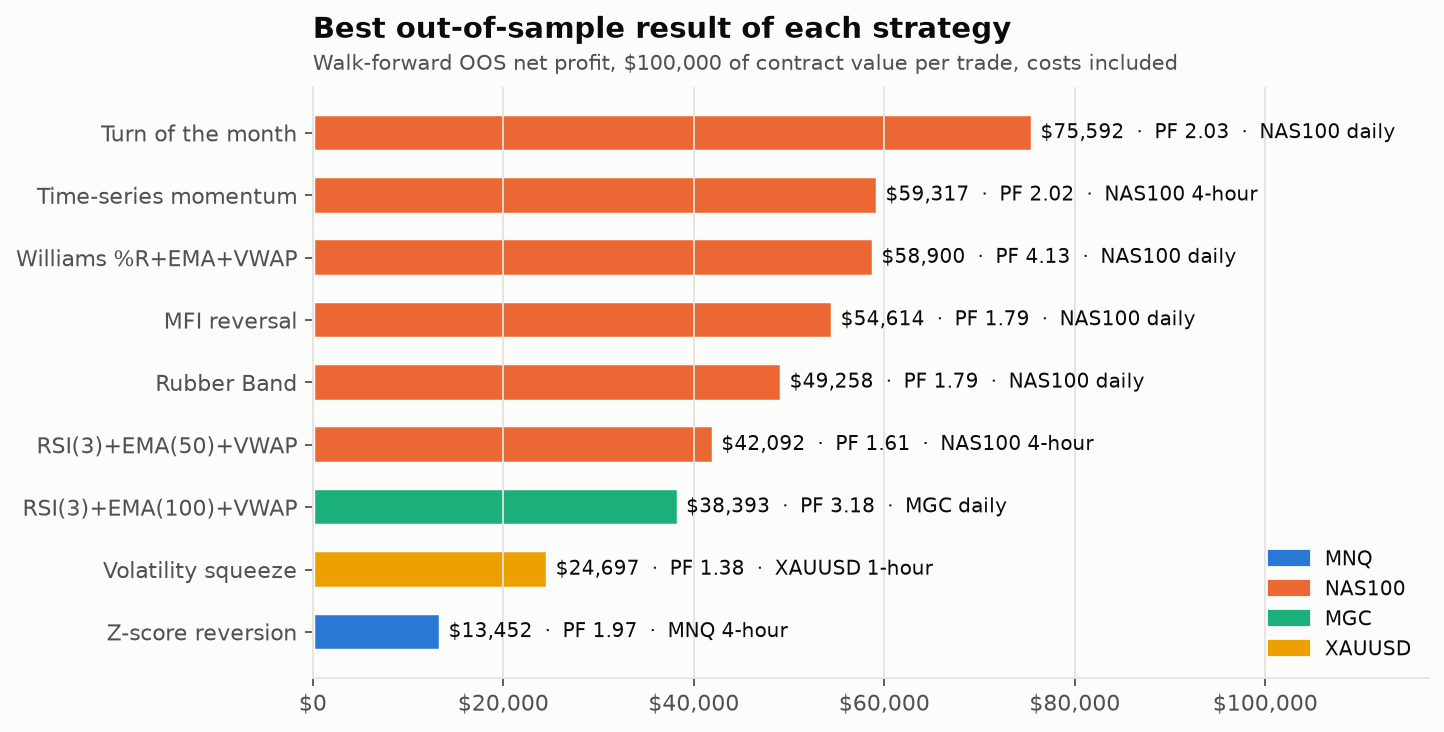 Best out-of-sample result of each strategy
Walk-forward OOS net profit, $100,000 of contract value per trade, costs included
Turn of the month
$75,592 · PF 2.03 · NAS100 daily
Time-series momentum
$59,317 · PF 2.02 · NAS100 4-hour
Williams %R+EMA+VWAP
$58,900 · PF 4.13 · NAS100 daily
MFI reversal
$54,614 · PF 1.79 · NAS100 daily
Rubber Band
$49,258 · PF 1.79 · NAS100 daily
RSI(3)+EMA(50)+VWAP
$42,092 · PF 1.61 · NAS100 4-hour
RSI(3)+EMA(100)+VWAP
$38,393 · PF 3.18 · MGC daily
Volatility squeeze
$24,697 · PF 1.38 · XAUUSD 1-hour
Z-score reversion
$13,452 · PF 1.97 · MNQ 4-hour
MNQ
NAS100
MGC
XAUUSD
$0 $20,000 $40,000 $60,000 $80,000 $100,000